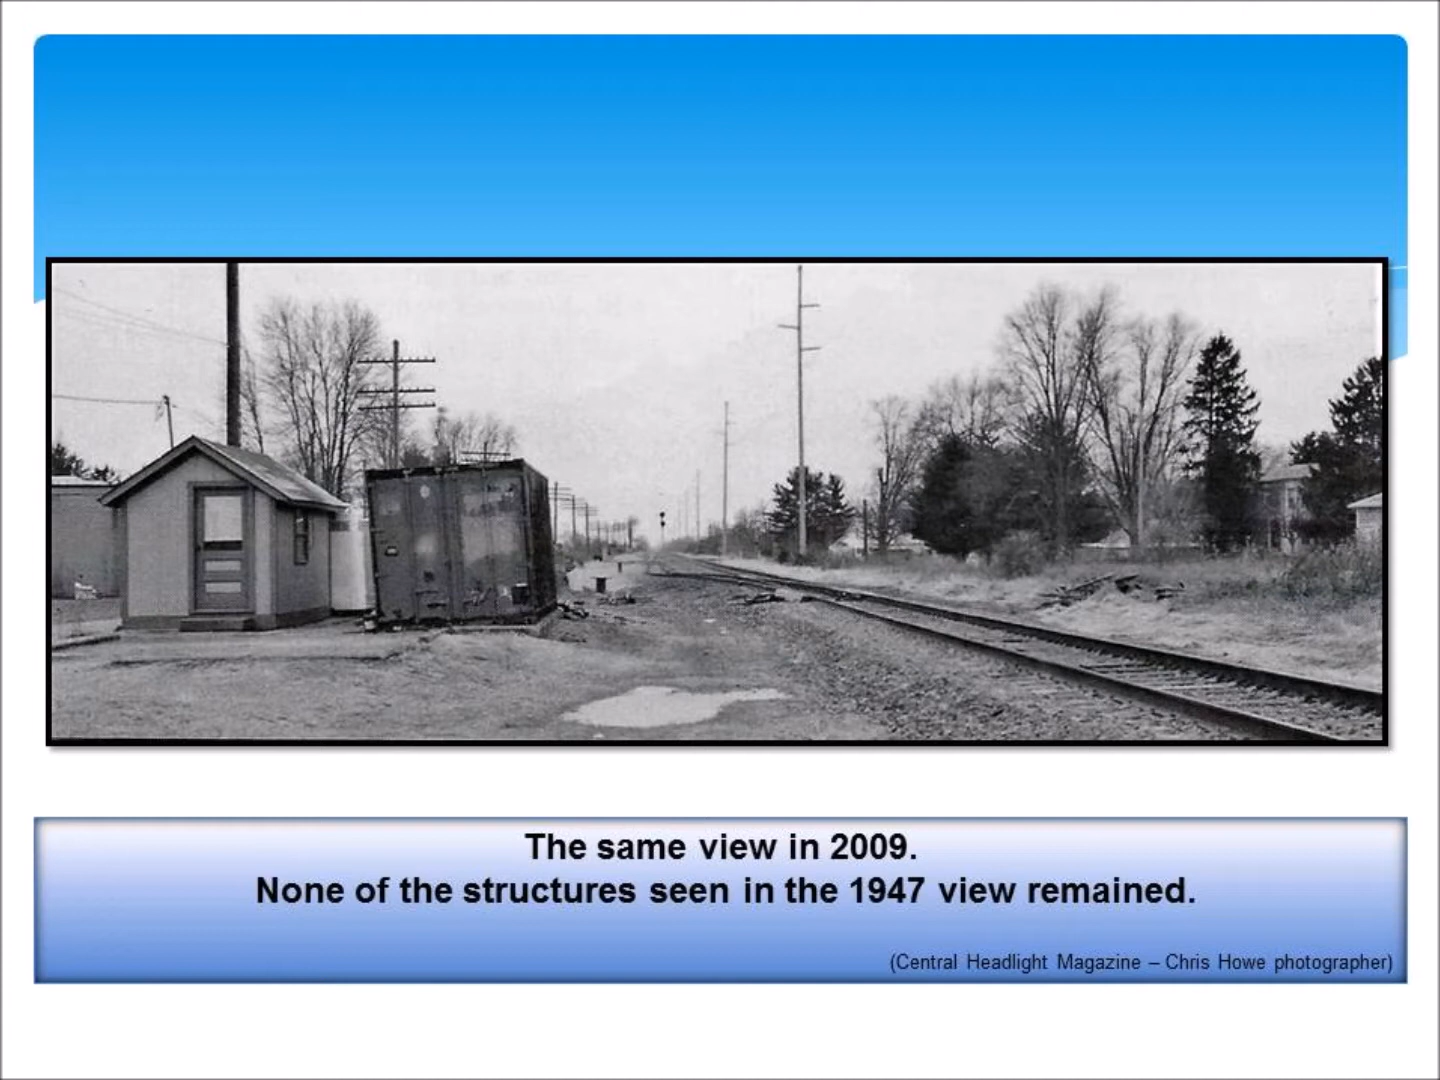 The same view in 2009.
None of the structures seen in the 1947 view remained.
(Central Headlight Magazine – Chris Howe photographer)